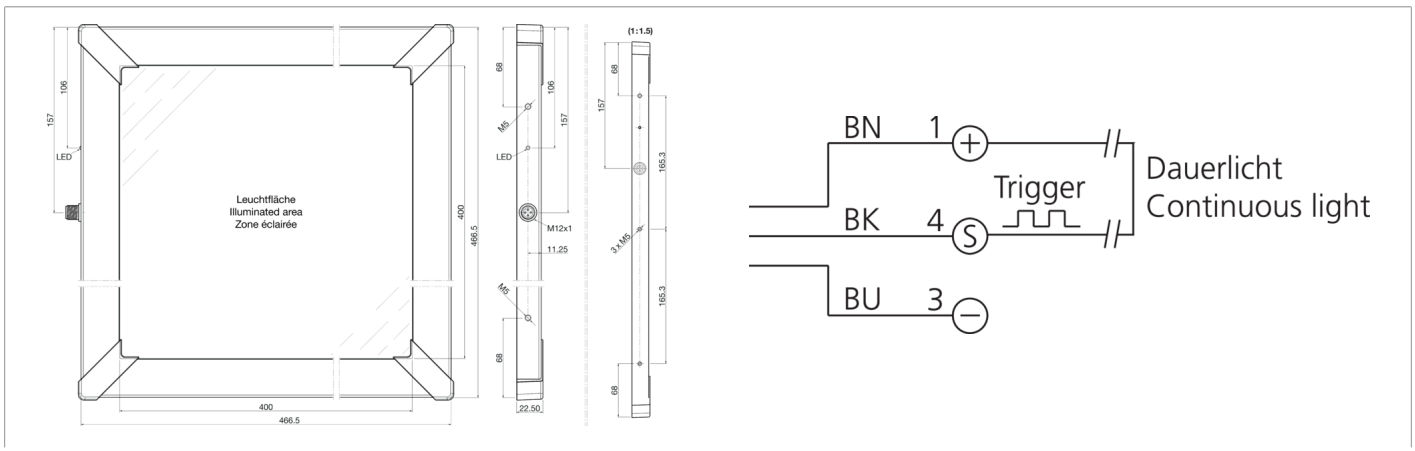 106
157
LED
Leuchtfläche
Illuminated area
Zone éclairée
400
466.5
400
466.5
68
M5
LED
106
157
M12x1
11.25
M5
68
22.50
(1:1.5)
68
157
165.3
3 x M5
165.3
68
BN 1 +
Trigger
BK 4 S
BU 3 −
Dauerlicht
Continuous light